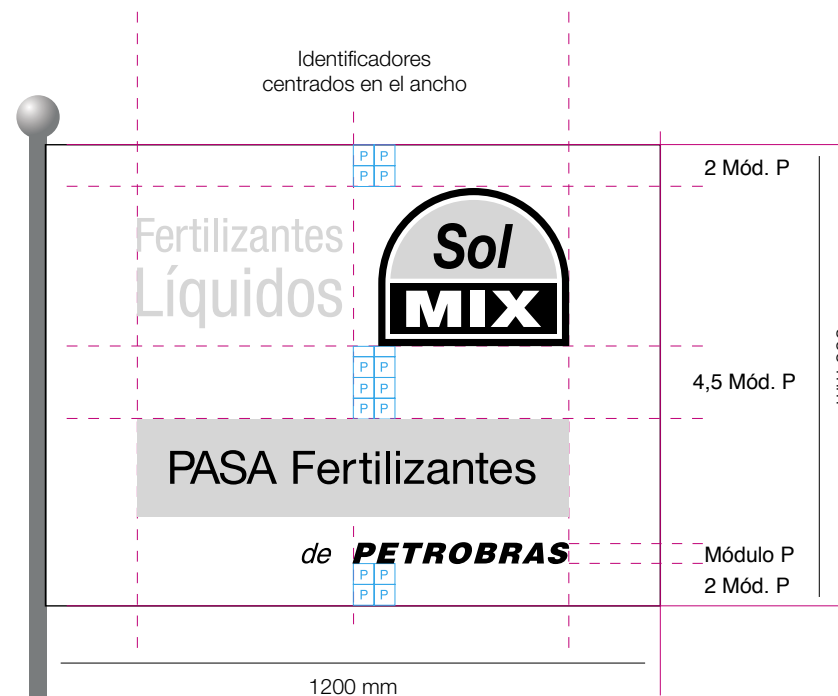 Identificadores
centrados en el ancho
P P
P P
2 Mód. P
Fertilizantes
Líquidos
Sol
MIX
P P
P P
P P
4,5 Mód. P
PASA Fertilizantes
de PETROBRAS
Módulo P
P P
P P
2 Mód. P
1200 mm